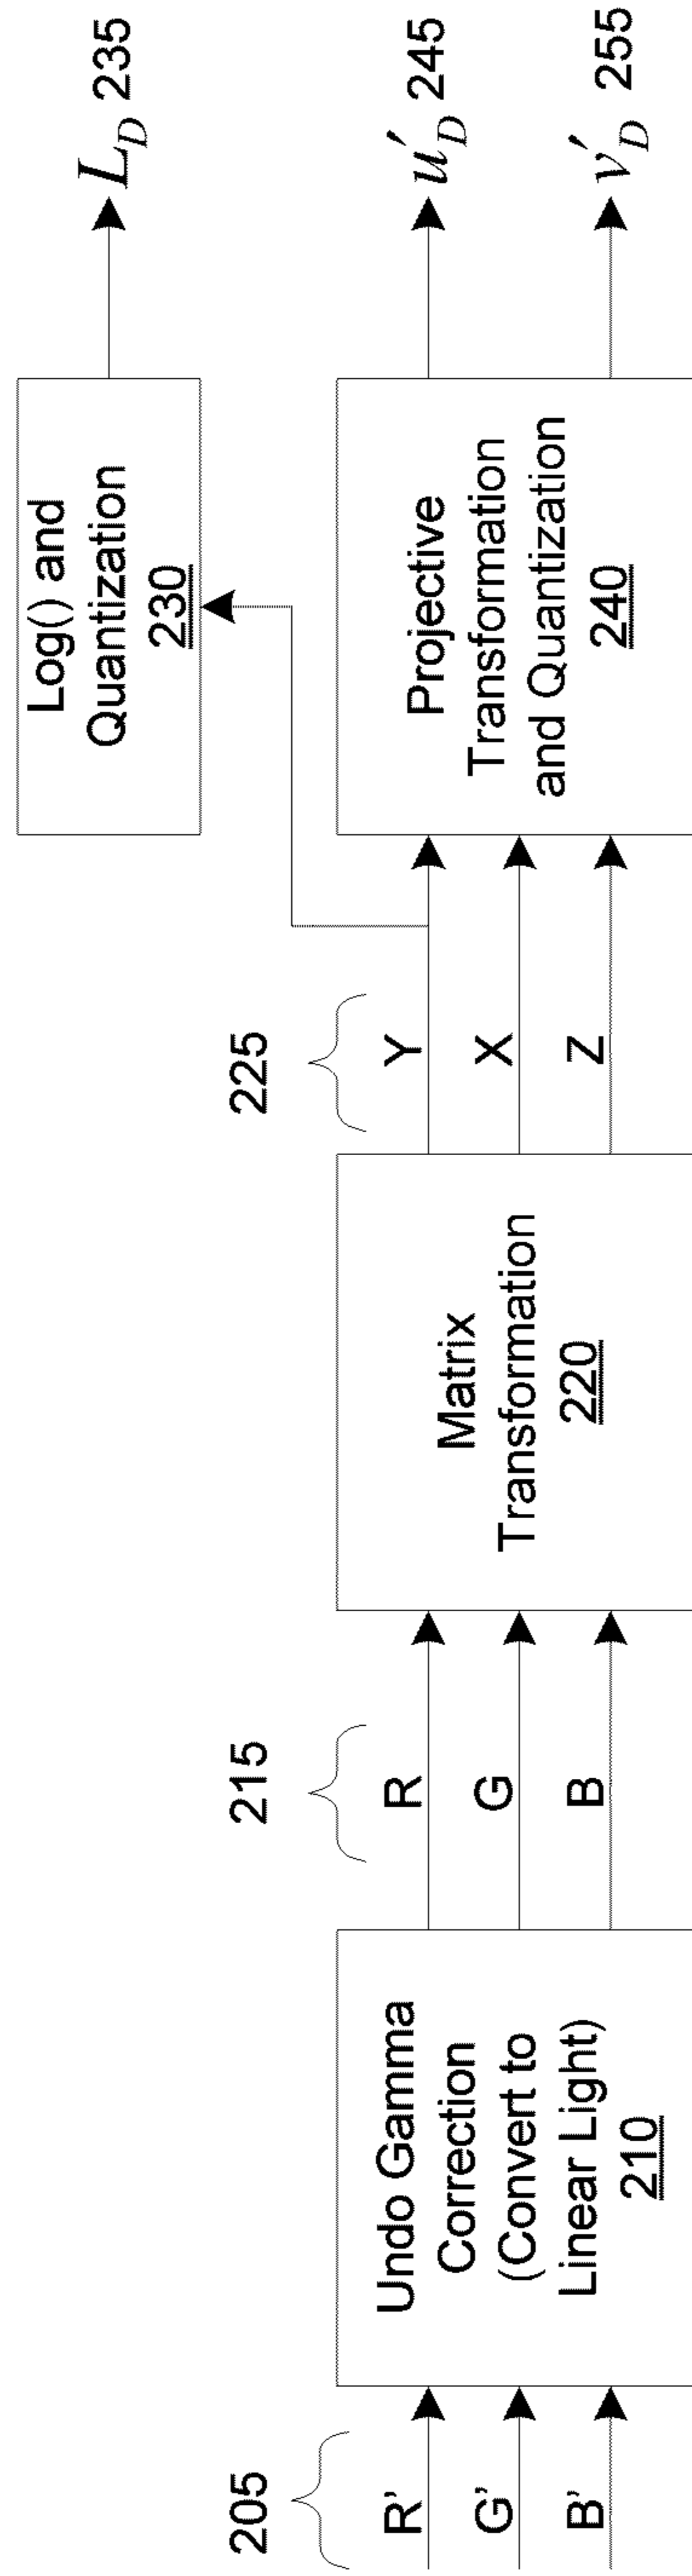 205
R'
G'
B'
Undo Gamma
Correction
(Convert to
Linear Light)
210
215
R
G
B
Matrix
Transformation
220
225
Y
X
Z
Log() and
Quantization
230
Projective
Transformation
and Quantization
240
L_D 235
u'_D 245
v'_D 255